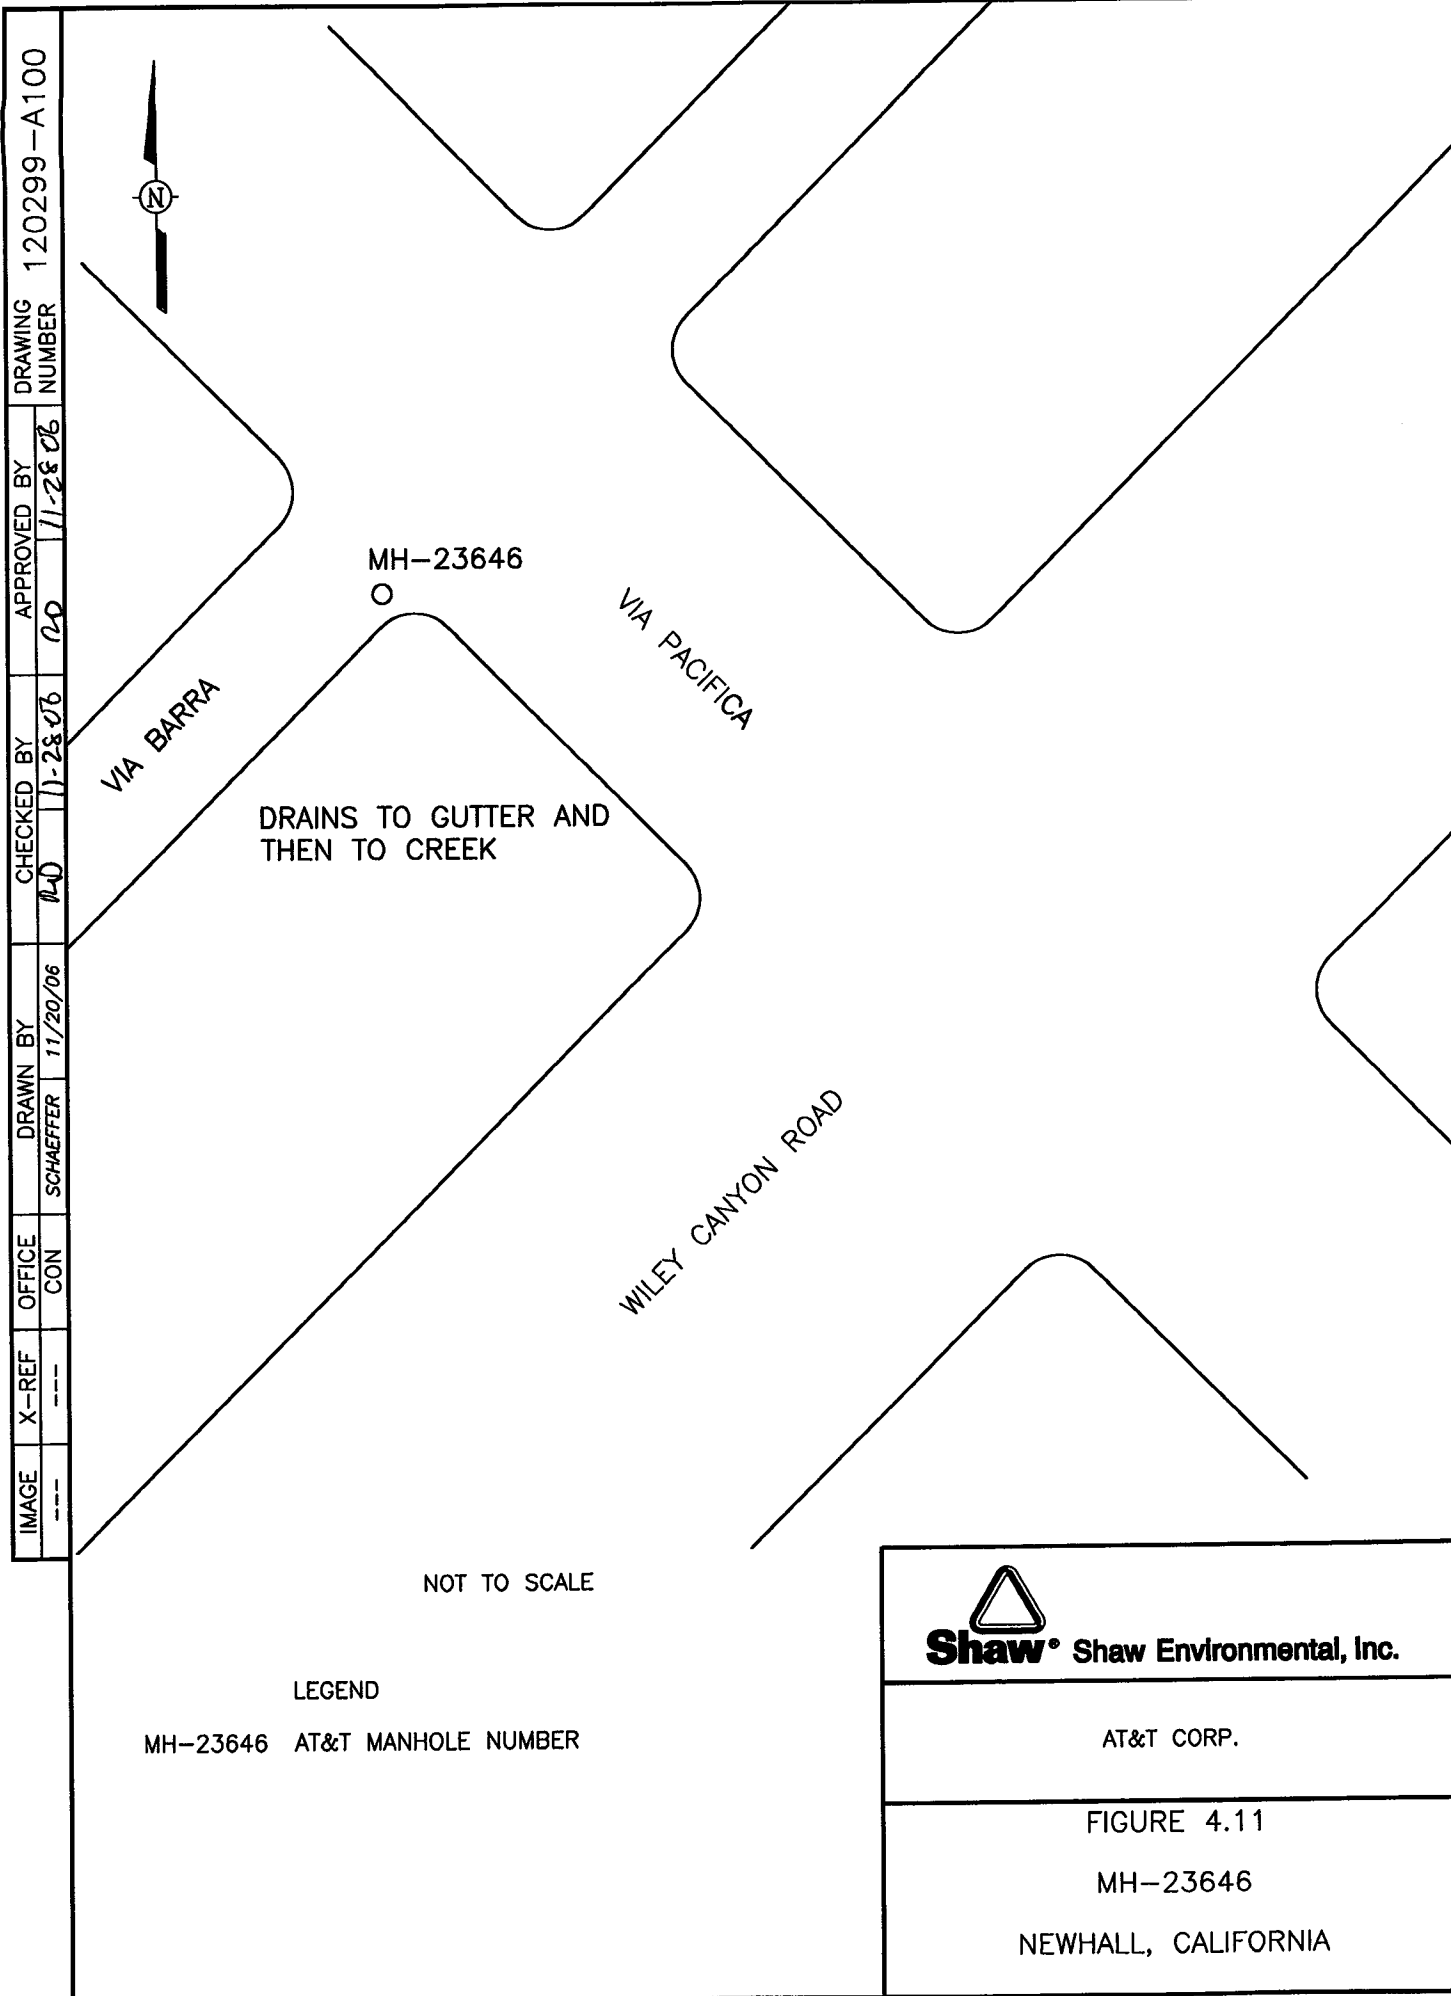 DRAWING
NUMBER 120299-A100
APPROVED BY
RD 11-28-06
CHECKED BY
RD 11-28-06
DRAWN BY
SCHAEFFER 11/20/06
OFFICE
CON
X-REF
---
IMAGE
---
N
MH-23646
VIA PACIFICA
VIA BARRA
DRAINS TO GUTTER AND
THEN TO CREEK
WILEY CANYON ROAD
NOT TO SCALE
LEGEND
MH-23646 AT&T MANHOLE NUMBER
Shaw® Shaw Environmental, Inc.
AT&T CORP.
FIGURE 4.11
MH-23646
NEWHALL, CALIFORNIA